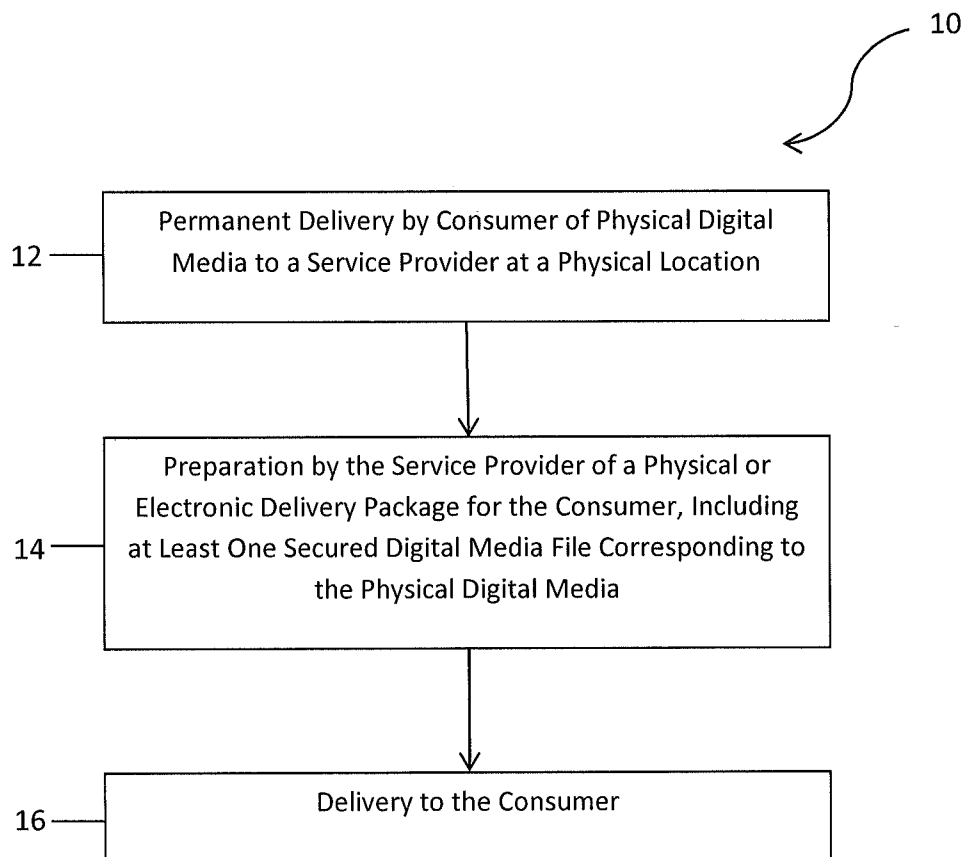 10
12
Permanent Delivery by Consumer of Physical Digital
Media to a Service Provider at a Physical Location
14
Preparation by the Service Provider of a Physical or
Electronic Delivery Package for the Consumer, Including
at Least One Secured Digital Media File Corresponding to
the Physical Digital Media
16
Delivery to the Consumer